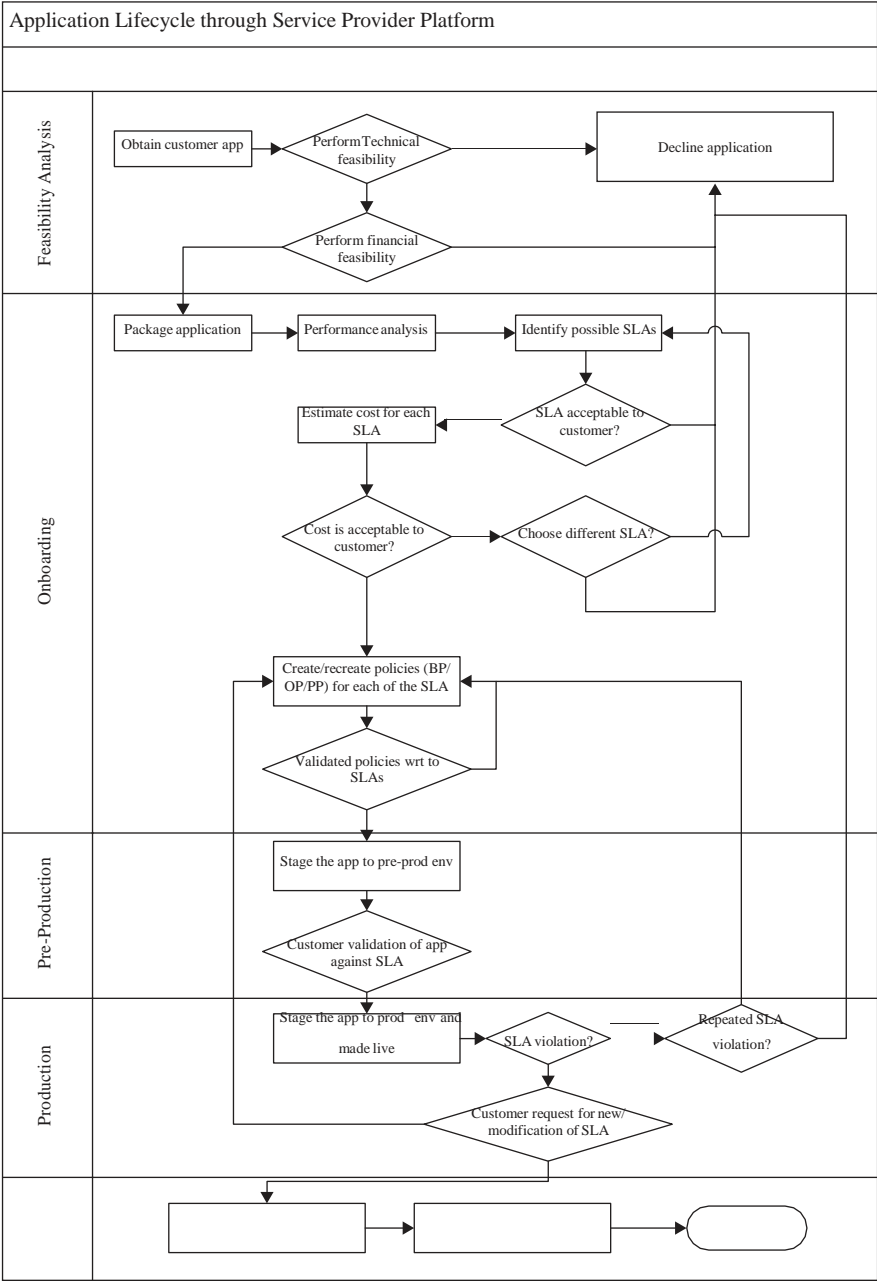 Application Lifecycle through Service Provider Platform
Feasibility Analysis
Obtain customer app
Perform Technical
feasibility
Decline application
Perform financial
feasibility
Onboarding
Package application
Performance analysis
Identify possible SLAs
Estimate cost for each
SLA
SLA acceptable to
customer?
Cost is acceptable to
customer?
Choose different SLA?
Create/recreate policies (BP/
OP/PP) for each of the SLA
Validated policies wrt to
SLAs
Pre-Production
Stage the app to pre-prod env
Customer validation of app
against SLA
Production
Stage the app to prod env and
made live
SLA violation?
Repeated SLA
violation?
Customer request for new/
modification of SLA